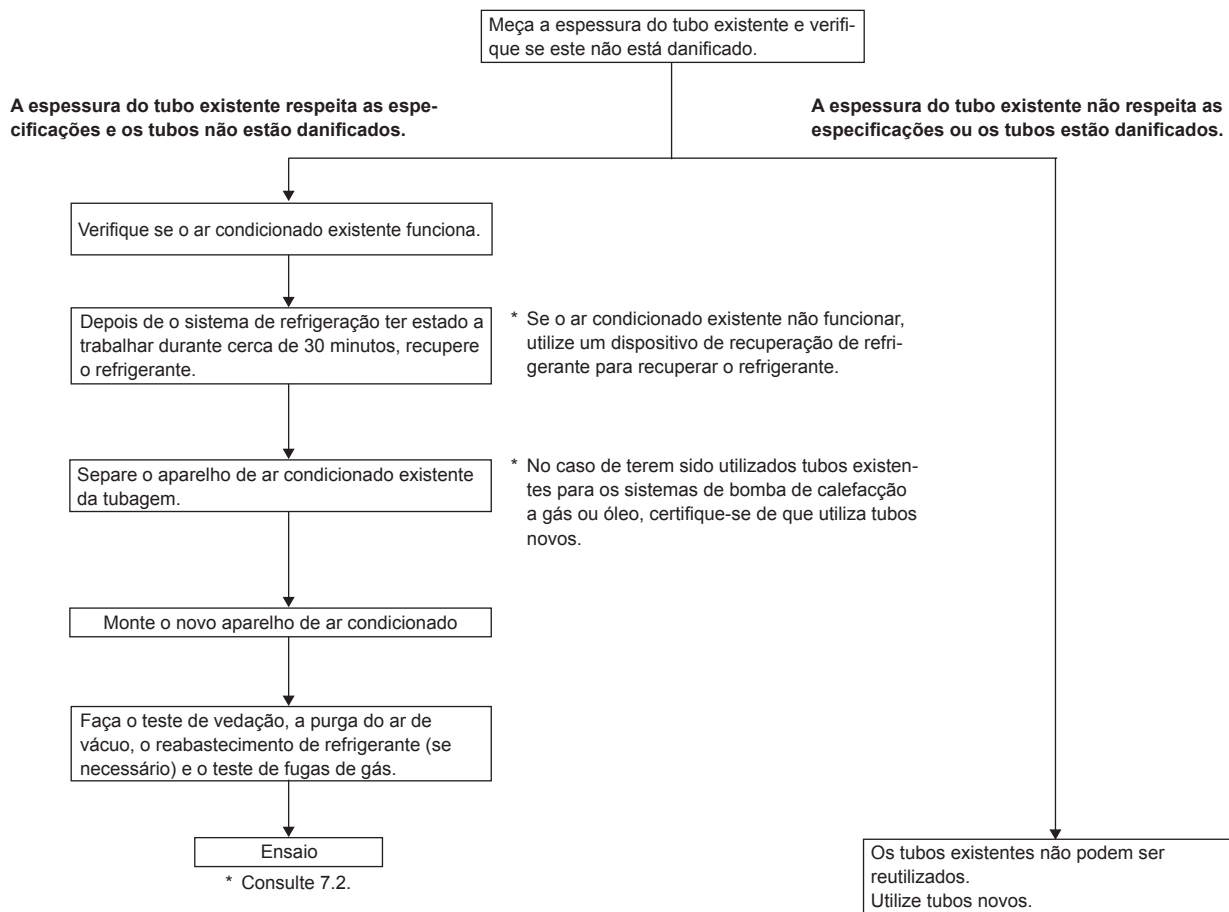 Meça a espessura do tubo existente e verifi-
que se este não está danificado.
A espessura do tubo existente respeita as espe-
cificações e os tubos não estão danificados.
A espessura do tubo existente não respeita as
especificações ou os tubos estão danificados.
Verifique se o ar condicionado existente funciona.
Depois de o sistema de refrigeração ter estado a
trabalhar durante cerca de 30 minutos, recupere
o refrigerante.
* Se o ar condicionado existente não funcionar,
utilize um dispositivo de recuperação de refri-
gerante para recuperar o refrigerante.
Separe o aparelho de ar condicionado existente
da tubagem.
* No caso de terem sido utilizados tubos existen-
tes para os sistemas de bomba de calefacção
a gás ou óleo, certifique-se de que utiliza tubos
novos.
Monte o novo aparelho de ar condicionado
Faça o teste de vedação, a purga do ar de
vácuo, o reabastecimento de refrigerante (se
necessário) e o teste de fugas de gás.
Ensaio
* Consulte 7.2.
Os tubos existentes não podem ser
reutilizados.
Utilize tubos novos.